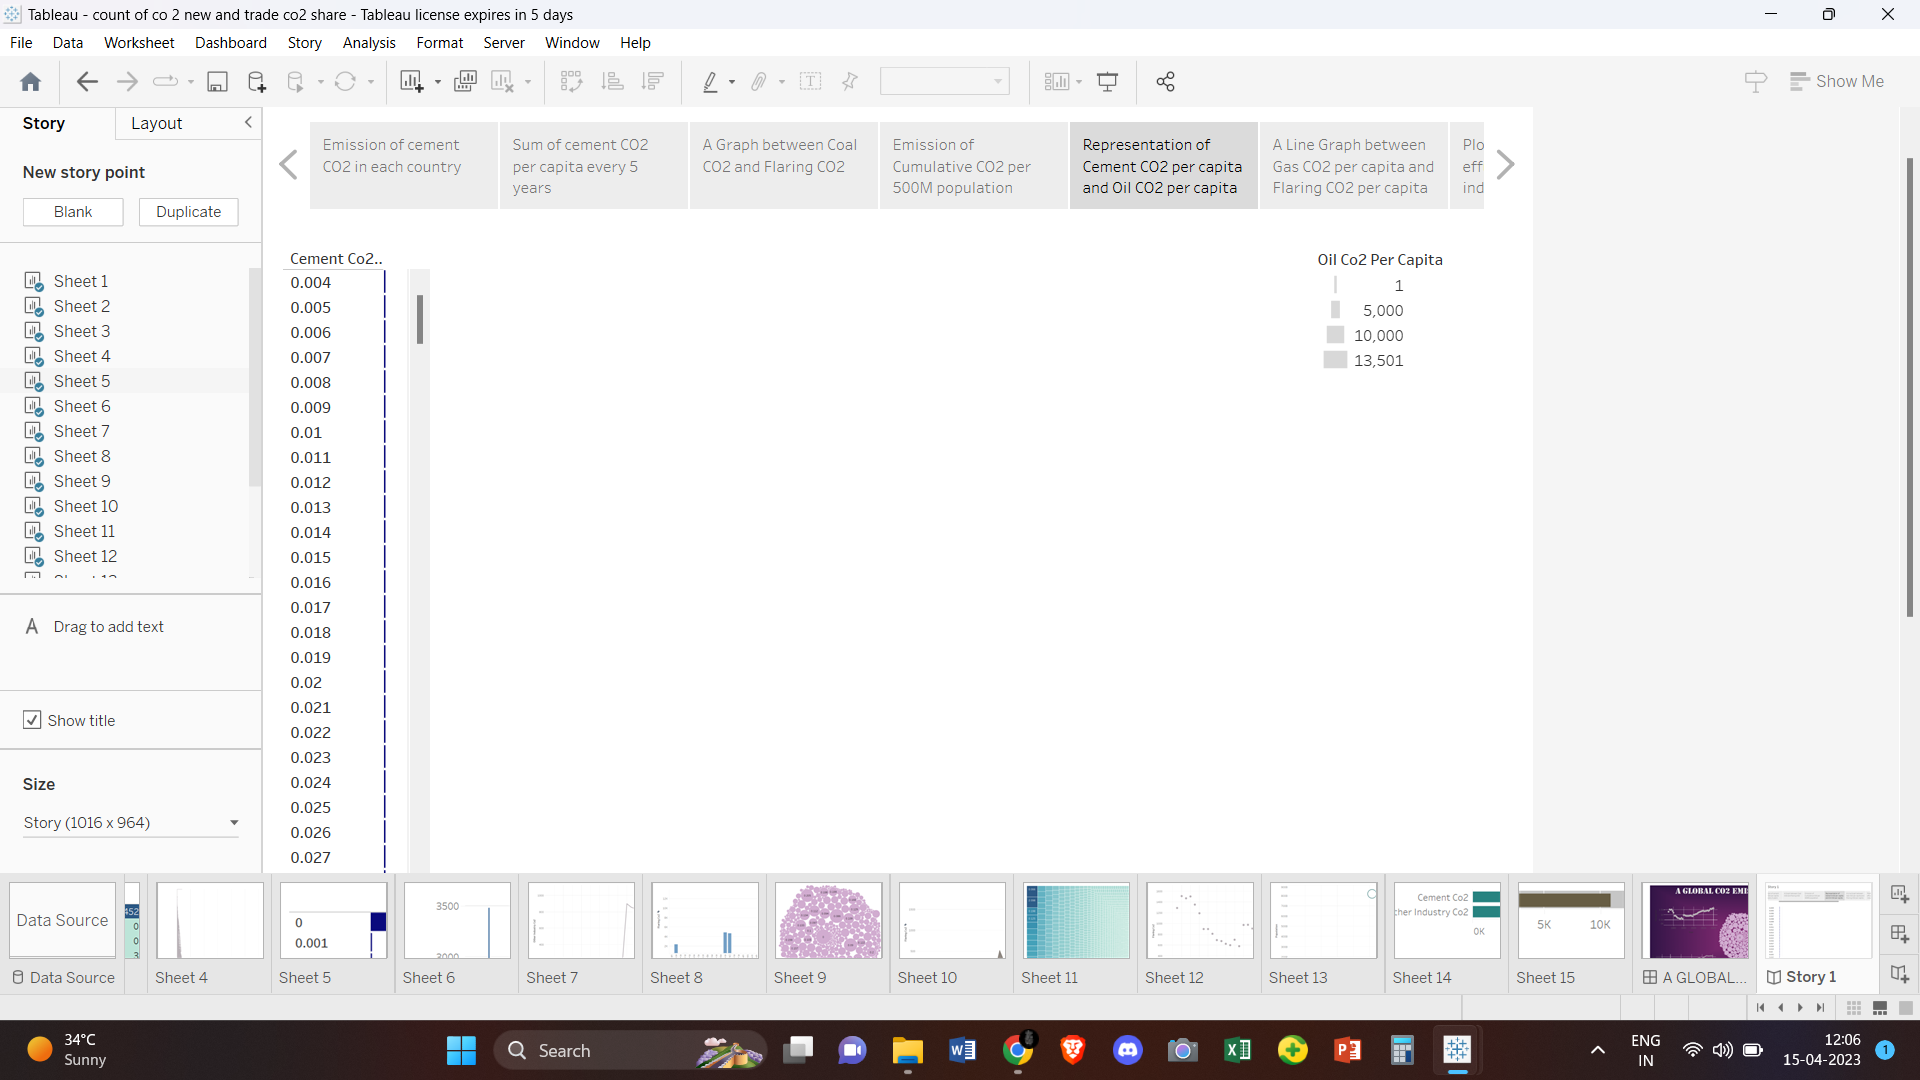 Tableau - count of co 2 new and trade co2 share - Tableau license expires in 5 days
File Data Worksheet Dashboard Story Analysis Format Server Window Help
Show Me
Story Layout
New story point
Blank Duplicate
Sheet 1
Sheet 2
Sheet 3
Sheet 4
Sheet 5
Sheet 6
Sheet 7
Sheet 8
Sheet 9
Sheet 10
Sheet 11
Sheet 12
Drag to add text
Show title
Size
Story (1016 x 964)
Emission of cement
CO2 in each country
Sum of cement CO2
per capita every 5
years
A Graph between Coal
CO2 and Flaring CO2
Emission of
Cumulative CO2 per
500M population
Representation of
Cement CO2 per capita
and Oil CO2 per capita
A Line Graph between
Gas CO2 per capita and
Flaring CO2 per capita
Plo
eff
ind
Cement Co2..
0.004
0.005
0.006
0.007
0.008
0.009
0.01
0.011
0.012
0.013
0.014
0.015
0.016
0.017
0.018
0.019
0.02
0.021
0.022
0.023
0.024
0.025
0.026
0.027
Oil Co2 Per Capita
1
5,000
10,000
13,501
Data Source
452
0
0
3
0
0.001
3500
3000
Cement Co2
ther Industry Co2
0K
5K 10K
A GLOBAL CO2 EMI
Story 1
Data Source Sheet 4 Sheet 5 Sheet 6 Sheet 7 Sheet 8 Sheet 9 Sheet 10 Sheet 11 Sheet 12 Sheet 13 Sheet 14 Sheet 15 A GLOBAL... Story 1
34°C
Sunny
Search
ENG
IN
12:06
15-04-2023
1